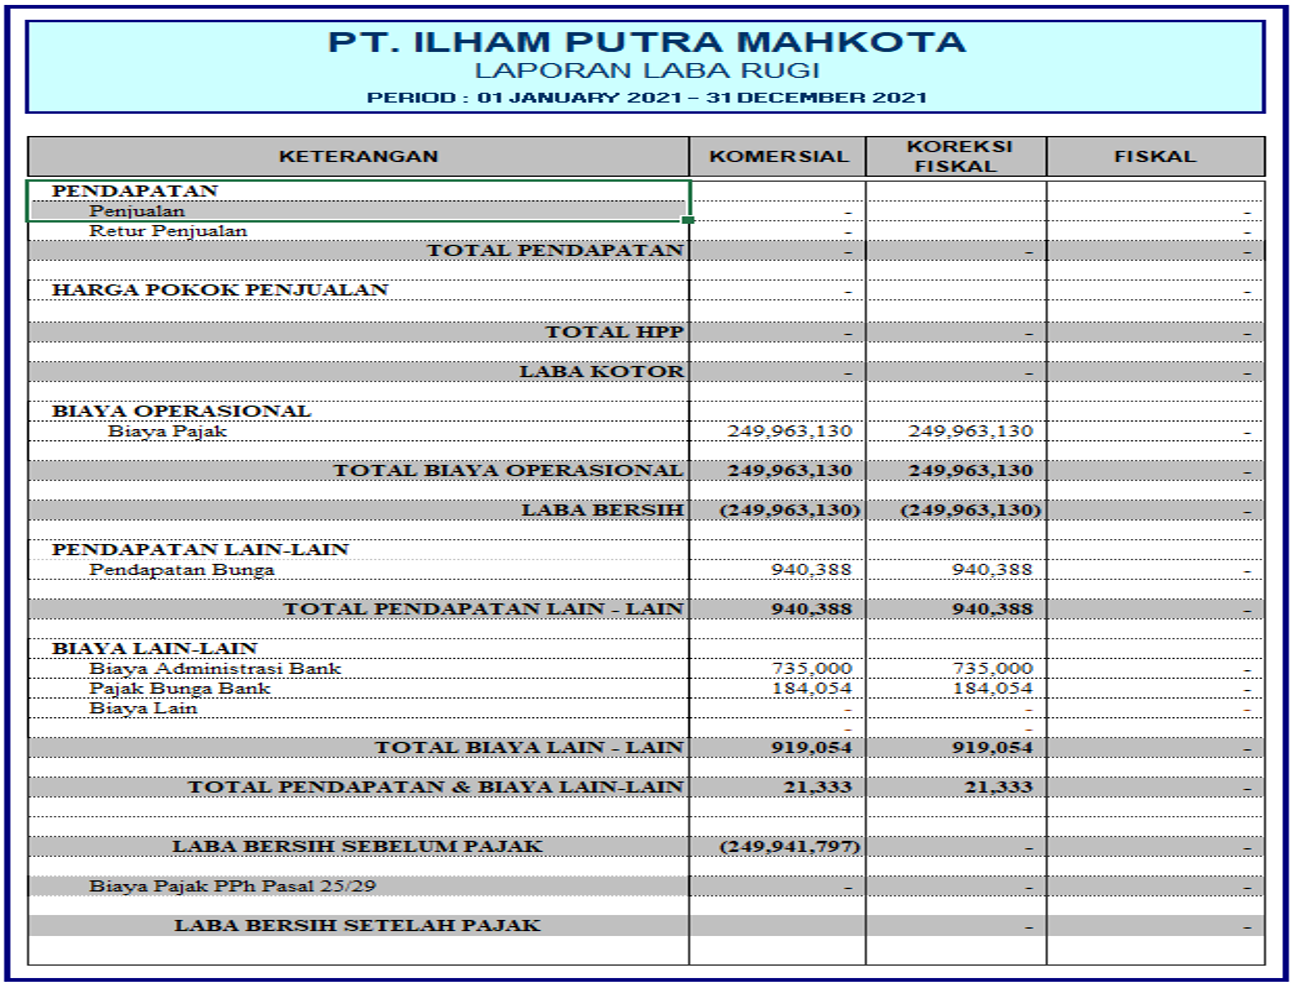 PT. ILHAM PUTRA MAHKOTA
LAPORAN LABA RUGI
PERIOD : 01 JANUARY 2021 - 31 DECEMBER 2021
KETERANGAN KOMERSIAL KOREKSI FISKAL FISKAL
PENDAPATAN
Penjualan - -
Retur Penjualan - -
TOTAL PENDAPATAN - - -
HARGA POKOK PENJUALAN - -
TOTAL HPP - - -
LABA KOTOR - - -
BIAYA OPERASIONAL
Biaya Pajak 249,963,130 249,963,130 -
TOTAL BIAYA OPERASIONAL 249,963,130 249,963,130 -
LABA BERSIH (249,963,130) (249,963,130) -
PENDAPATAN LAIN-LAIN
Pendapatan Bunga 940,388 940,388 -
TOTAL PENDAPATAN LAIN - LAIN 940,388 940,388 -
BIAYA LAIN-LAIN
Biaya Administrasi Bank 735,000 735,000 -
Pajak Bunga Bank 184,054 184,054 -
Biaya Lain - - -
- -
TOTAL BIAYA LAIN - LAIN 919,054 919,054 -
TOTAL PENDAPATAN & BIAYA LAIN-LAIN 21,333 21,333 -
LABA BERSIH SEBELUM PAJAK (249,941,797) - -
Biaya Pajak PPh Pasal 25/29 - - -
LABA BERSIH SETELAH PAJAK - -